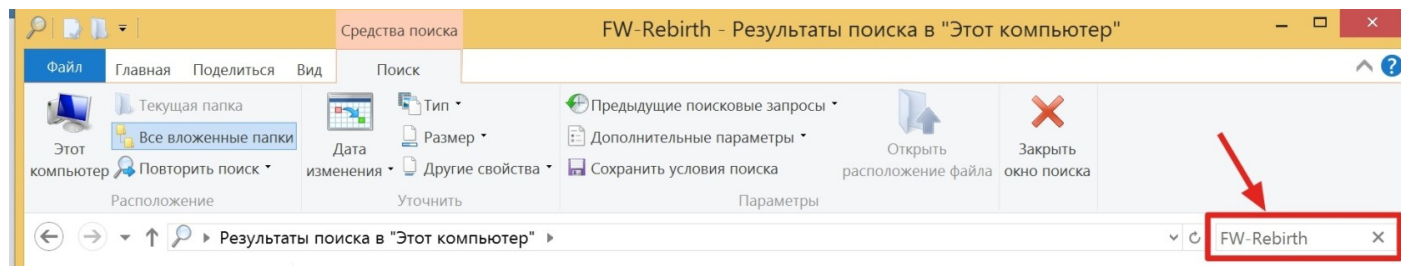 Средства поиска
FW-Rebirth - Результаты поиска в "Этот компьютер"
Файл Главная Поделиться Вид Поиск
Этот компьютер
Текущая папка
Все вложенные папки
Повторить поиск
Расположение
Дата изменения
Тип
Размер
Другие свойства
Уточнить
Предыдущие поисковые запросы
Дополнительные параметры
Сохранить условия поиска
Открыть расположение файла
Параметры
Закрыть окно поиска
Результаты поиска в "Этот компьютер"
FW-Rebirth